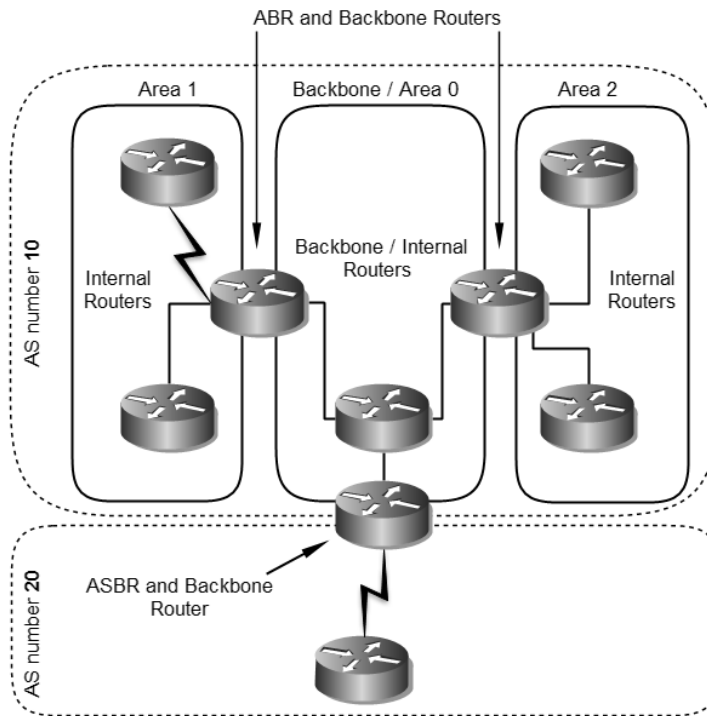 ABR and Backbone Routers
Area 1
Backbone / Area 0
Area 2
AS number 10
Backbone / Internal
Routers
Internal
Routers
Internal
Routers
ASBR and Backbone
Router
AS number 20